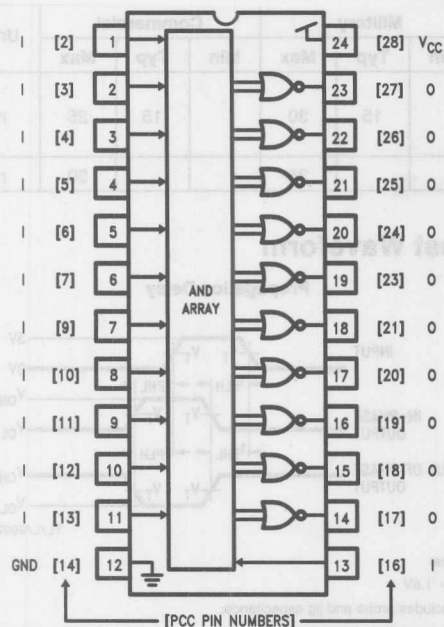 I [2] 1 24 [28] VCC
I [3] 2 23 [27] O
I [4] 3 22 [26] O
I [5] 4 21 [25] O
I [6] 5 20 [24] O
I [7] 6 19 [23] O
AND
ARRAY
I [9] 7 18 [21] O
I [10] 8 17 [20] O
I [11] 9 16 [19] O
I [12] 10 15 [18] O
I [13] 11 14 [17] O
GND [14] 12 13 [16] I
[PCC PIN NUMBERS]